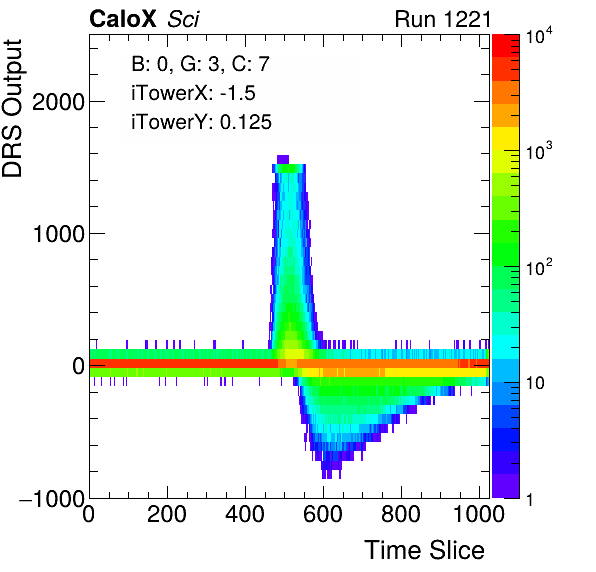 CaloX Sci Run 1221
DRS Output
B: 0, G: 3, C: 7
iTowerX: -1.5
iTowerY: 0.125
2000
1000
0
−1000
0 200 400 600 800 1000
Time Slice
10^4
10^3
10^2
10
1